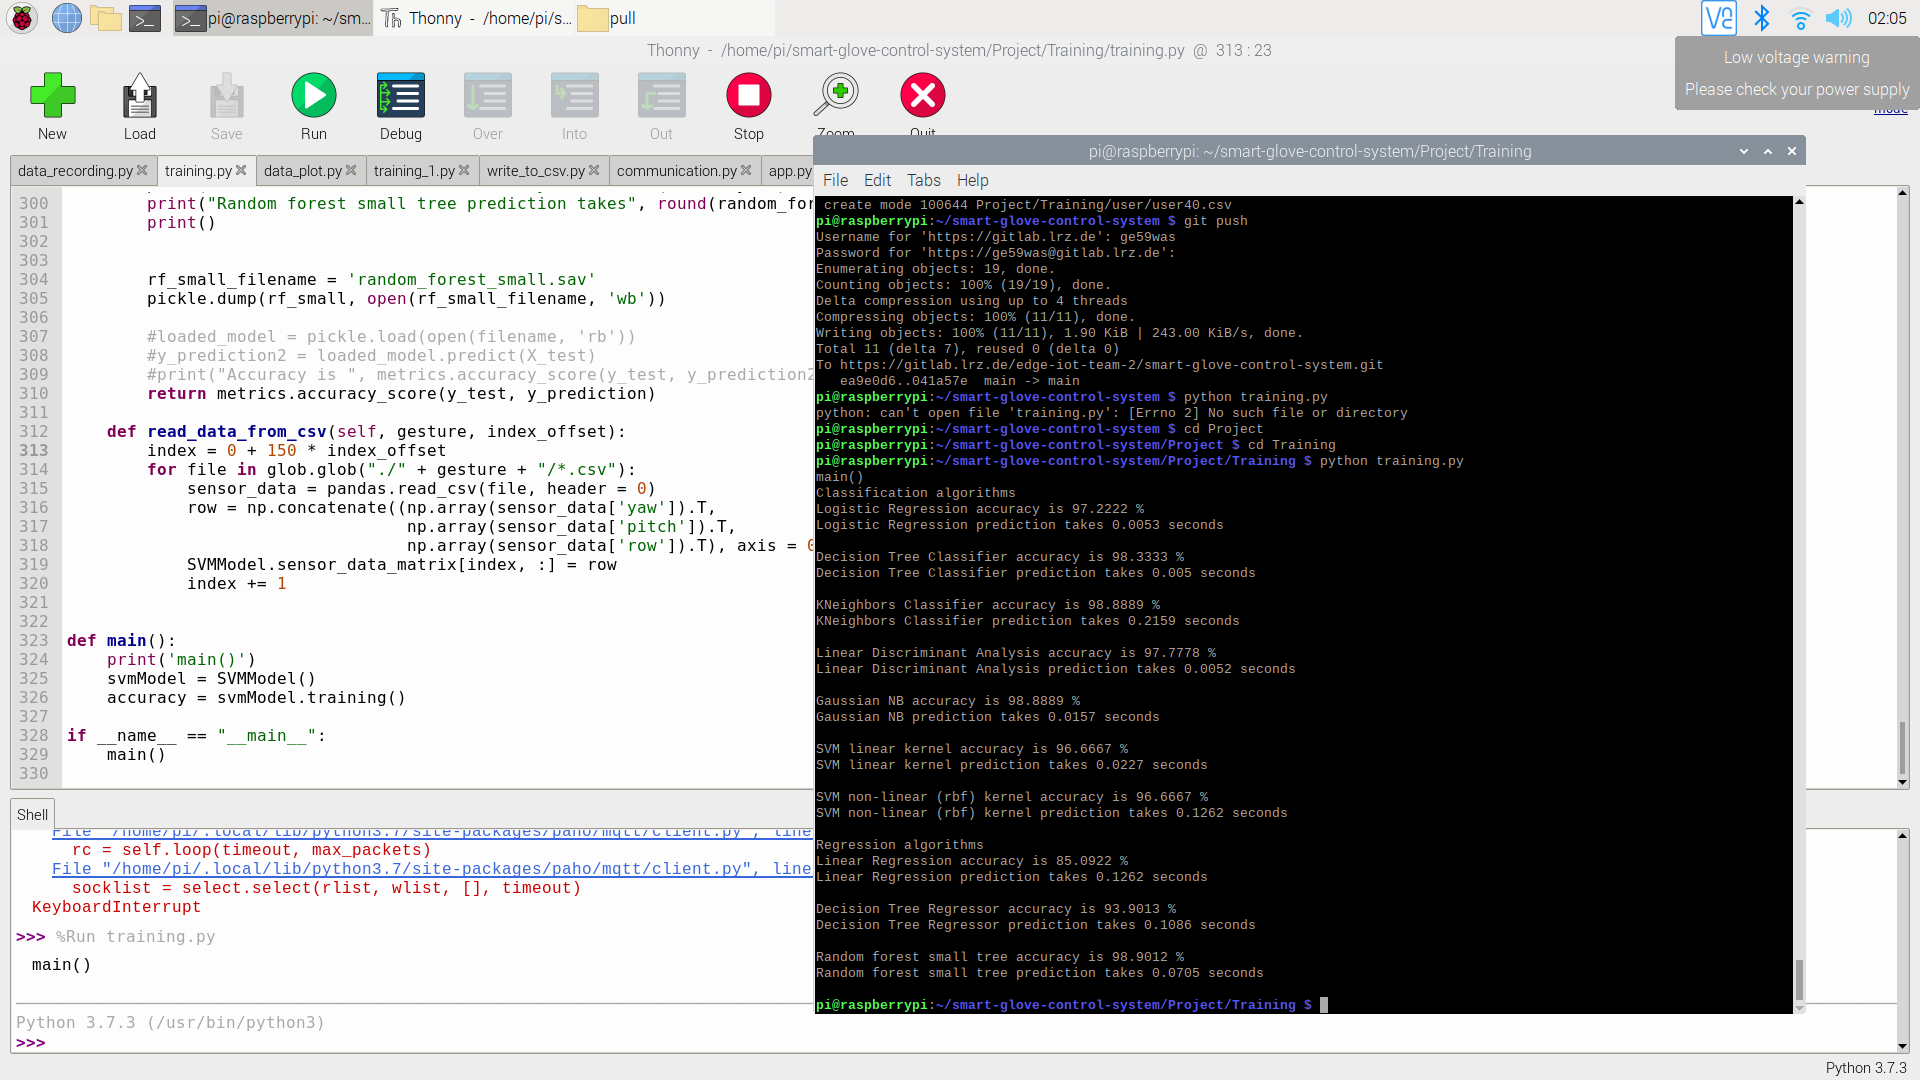 pi@raspberrypi: ~/sm...
Thonny - /home/pi/s...
pull
02:05
Thonny - /home/pi/smart-glove-control-system/Project/Training/training.py @ 313 : 23
Low voltage warning
Please check your power supply
mode
New
Load
Save
Run
Debug
Over
Into
Out
Stop
Zoom
Quit
data_recording.py
training.py
data_plot.py
training_1.py
write_to_csv.py
communication.py
app.py
300 print("Random forest small tree prediction takes", round(random_for
301 print()
302
303
304 rf_small_filename = 'random_forest_small.sav'
305 pickle.dump(rf_small, open(rf_small_filename, 'wb'))
306
307 #loaded_model = pickle.load(open(filename, 'rb'))
308 #y_prediction2 = loaded_model.predict(X_test)
309 #print("Accuracy is ", metrics.accuracy_score(y_test, y_prediction2
310 return metrics.accuracy_score(y_test, y_prediction)
311
312 def read_data_from_csv(self, gesture, index_offset):
313 index = 0 + 150 * index_offset
314 for file in glob.glob("./" + gesture + "/*.csv"):
315 sensor_data = pandas.read_csv(file, header = 0)
316 row = np.concatenate((np.array(sensor_data['yaw']).T,
317 np.array(sensor_data['pitch']).T,
318 np.array(sensor_data['row']).T), axis = 0
319 SVMModel.sensor_data_matrix[index, :] = row
320 index += 1
321
322
323 def main():
324 print('main()')
325 svmModel = SVMModel()
326 accuracy = svmModel.training()
327
328 if __name__ == "__main__":
329 main()
330
Shell
File "/home/pi/.local/lib/python3.7/site-packages/paho/mqtt/client.py", line
rc = self.loop(timeout, max_packets)
File "/home/pi/.local/lib/python3.7/site-packages/paho/mqtt/client.py", line
socklist = select.select(rlist, wlist, [], timeout)
KeyboardInterrupt
>>> %Run training.py
main()
Python 3.7.3 (/usr/bin/python3)
>>>
pi@raspberrypi: ~/smart-glove-control-system/Project/Training
File Edit Tabs Help
create mode 100644 Project/Training/user/user40.csv
pi@raspberrypi:~/smart-glove-control-system $ git push
Username for 'https://gitlab.lrz.de': ge59was
Password for 'https://ge59was@gitlab.lrz.de':
Enumerating objects: 19, done.
Counting objects: 100% (19/19), done.
Delta compression using up to 4 threads
Compressing objects: 100% (11/11), done.
Writing objects: 100% (11/11), 1.90 KiB | 243.00 KiB/s, done.
Total 11 (delta 7), reused 0 (delta 0)
To https://gitlab.lrz.de/edge-iot-team-2/smart-glove-control-system.git
ea9e0d6..041a57e main -> main
pi@raspberrypi:~/smart-glove-control-system $ python training.py
python: can't open file 'training.py': [Errno 2] No such file or directory
pi@raspberrypi:~/smart-glove-control-system $ cd Project
pi@raspberrypi:~/smart-glove-control-system/Project $ cd Training
pi@raspberrypi:~/smart-glove-control-system/Project/Training $ python training.py
main()
Classification algorithms
Logistic Regression accuracy is 97.2222 %
Logistic Regression prediction takes 0.0053 seconds
Decision Tree Classifier accuracy is 98.3333 %
Decision Tree Classifier prediction takes 0.005 seconds
KNeighbors Classifier accuracy is 98.8889 %
KNeighbors Classifier prediction takes 0.2159 seconds
Linear Discriminant Analysis accuracy is 97.7778 %
Linear Discriminant Analysis prediction takes 0.0052 seconds
Gaussian NB accuracy is 98.8889 %
Gaussian NB prediction takes 0.0157 seconds
SVM linear kernel accuracy is 96.6667 %
SVM linear kernel prediction takes 0.0227 seconds
SVM non-linear (rbf) kernel accuracy is 96.6667 %
SVM non-linear (rbf) kernel prediction takes 0.1262 seconds
Regression algorithms
Linear Regression accuracy is 85.0922 %
Linear Regression prediction takes 0.1262 seconds
Decision Tree Regressor accuracy is 93.9013 %
Decision Tree Regressor prediction takes 0.1086 seconds
Random forest small tree accuracy is 98.9012 %
Random forest small tree prediction takes 0.0705 seconds
pi@raspberrypi:~/smart-glove-control-system/Project/Training $
Python 3.7.3